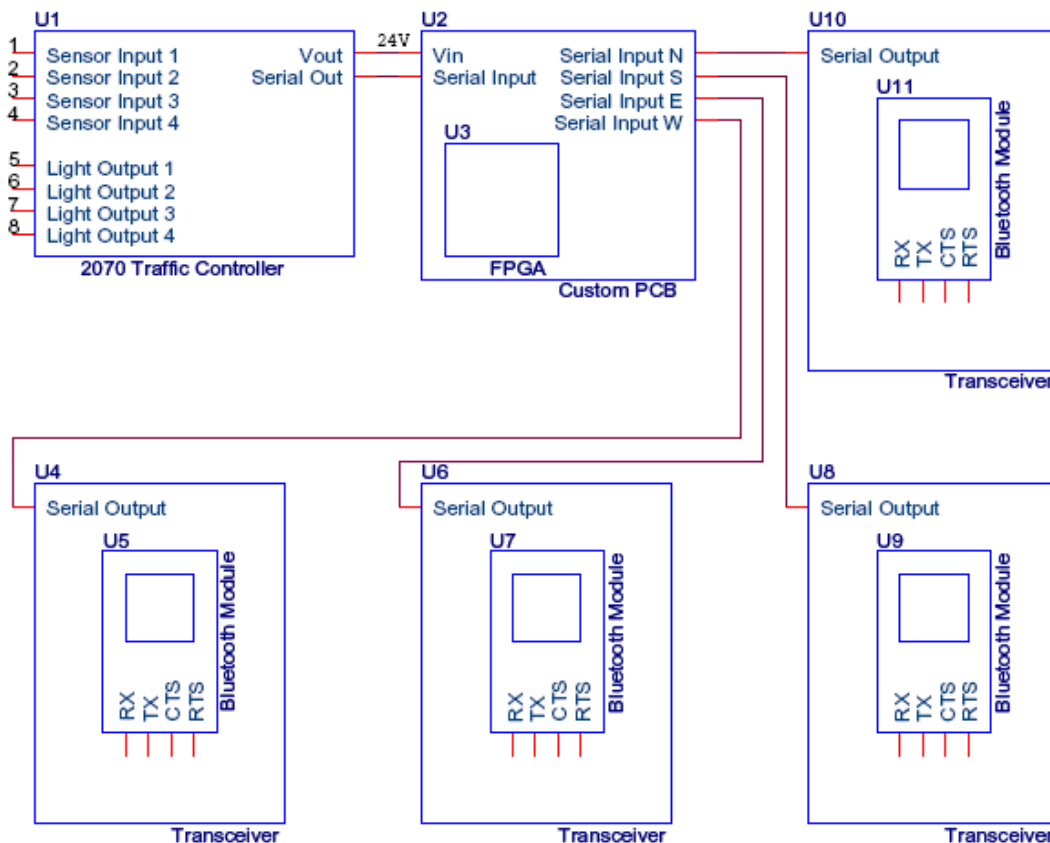 U1
1 Sensor Input 1
2 Sensor Input 2
3 Sensor Input 3
4 Sensor Input 4
5 Light Output 1
6 Light Output 2
7 Light Output 3
8 Light Output 4
Vout
Serial Out
2070 Traffic Controller
24V
U2
Vin
Serial Input
Serial Input N
Serial Input S
Serial Input E
Serial Input W
U3
FPGA
Custom PCB
U10
Serial Output
U11
Bluetooth Module
RX
TX
CTS
RTS
Transceiver
U4
Serial Output
U5
Bluetooth Module
RX
TX
CTS
RTS
Transceiver
U6
Serial Output
U7
Bluetooth Module
RX
TX
CTS
RTS
Transceiver
U8
Serial Output
U9
Bluetooth Module
RX
TX
CTS
RTS
Transceiver